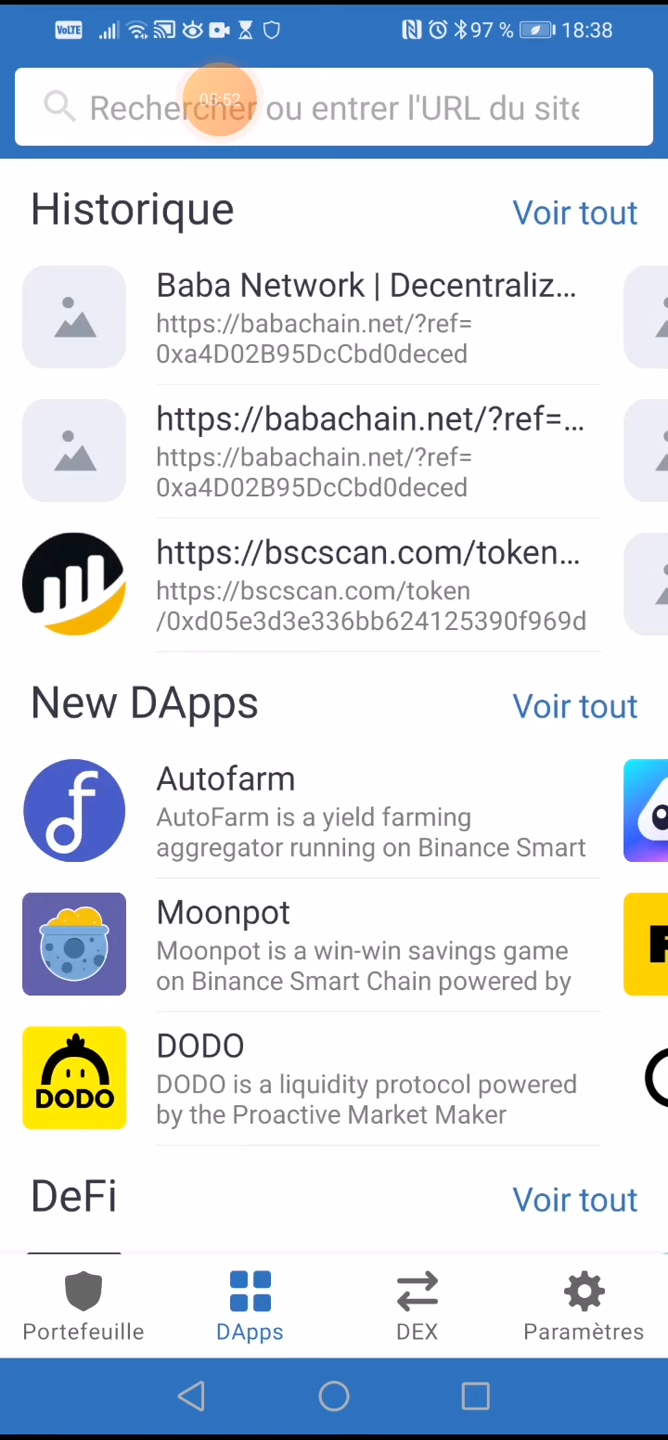 VoLTE 97 % 18:38
Rechercher ou entrer l'URL du site
05:52
Historique Voir tout
Baba Network | Decentraliz...
https://babachain.net/?ref=
0xa4D02B95DcCbd0deced
https://babachain.net/?ref=...
https://babachain.net/?ref=
0xa4D02B95DcCbd0deced
https://bscscan.com/token...
https://bscscan.com/token
/0xd05e3d3e336bb624125390f969d
New DApps Voir tout
Autofarm
AutoFarm is a yield farming
aggregator running on Binance Smart
Moonpot
Moonpot is a win-win savings game
on Binance Smart Chain powered by
DODO
DODO
DODO is a liquidity protocol powered
by the Proactive Market Maker
DeFi Voir tout
Portefeuille DApps DEX Paramètres